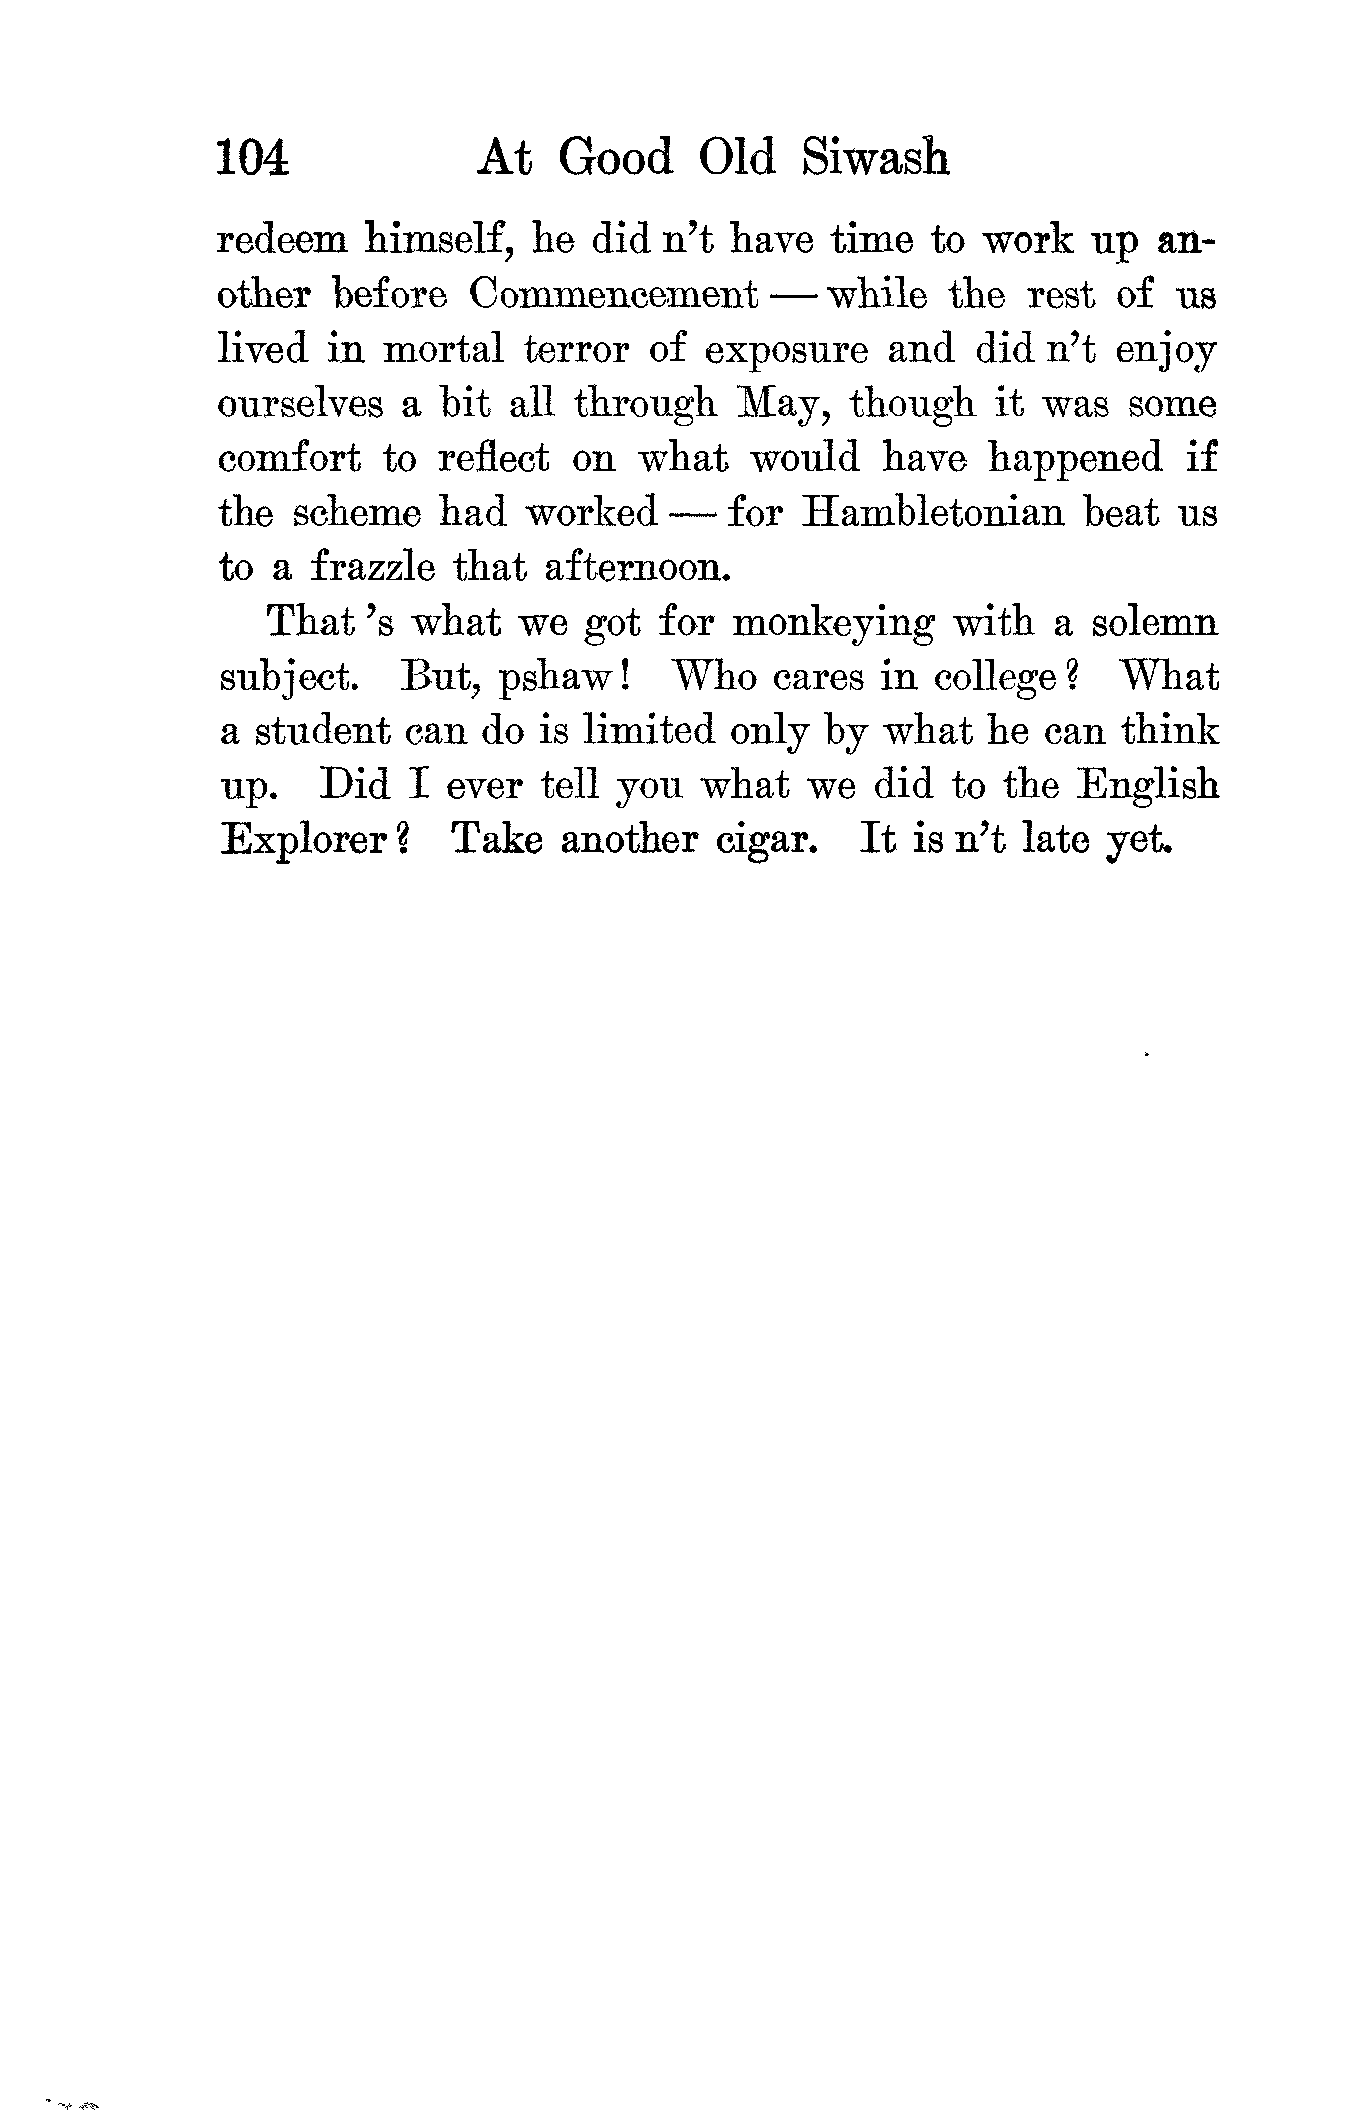 104 At Good Old Siwash
redeem himself, he did n't have time to work up an-
other before Commencement — while the rest of us
lived in mortal terror of exposure and did n't enjoy
ourselves a bit all through May, though it was some
comfort to reflect on what would have happened if
the scheme had worked — for Hambletonian beat us
to a frazzle that afternoon.
That 's what we got for monkeying with a solemn
subject. But, pshaw! Who cares in college? What
a student can do is limited only by what he can think
up. Did I ever tell you what we did to the English
Explorer? Take another cigar. It is n't late yet.